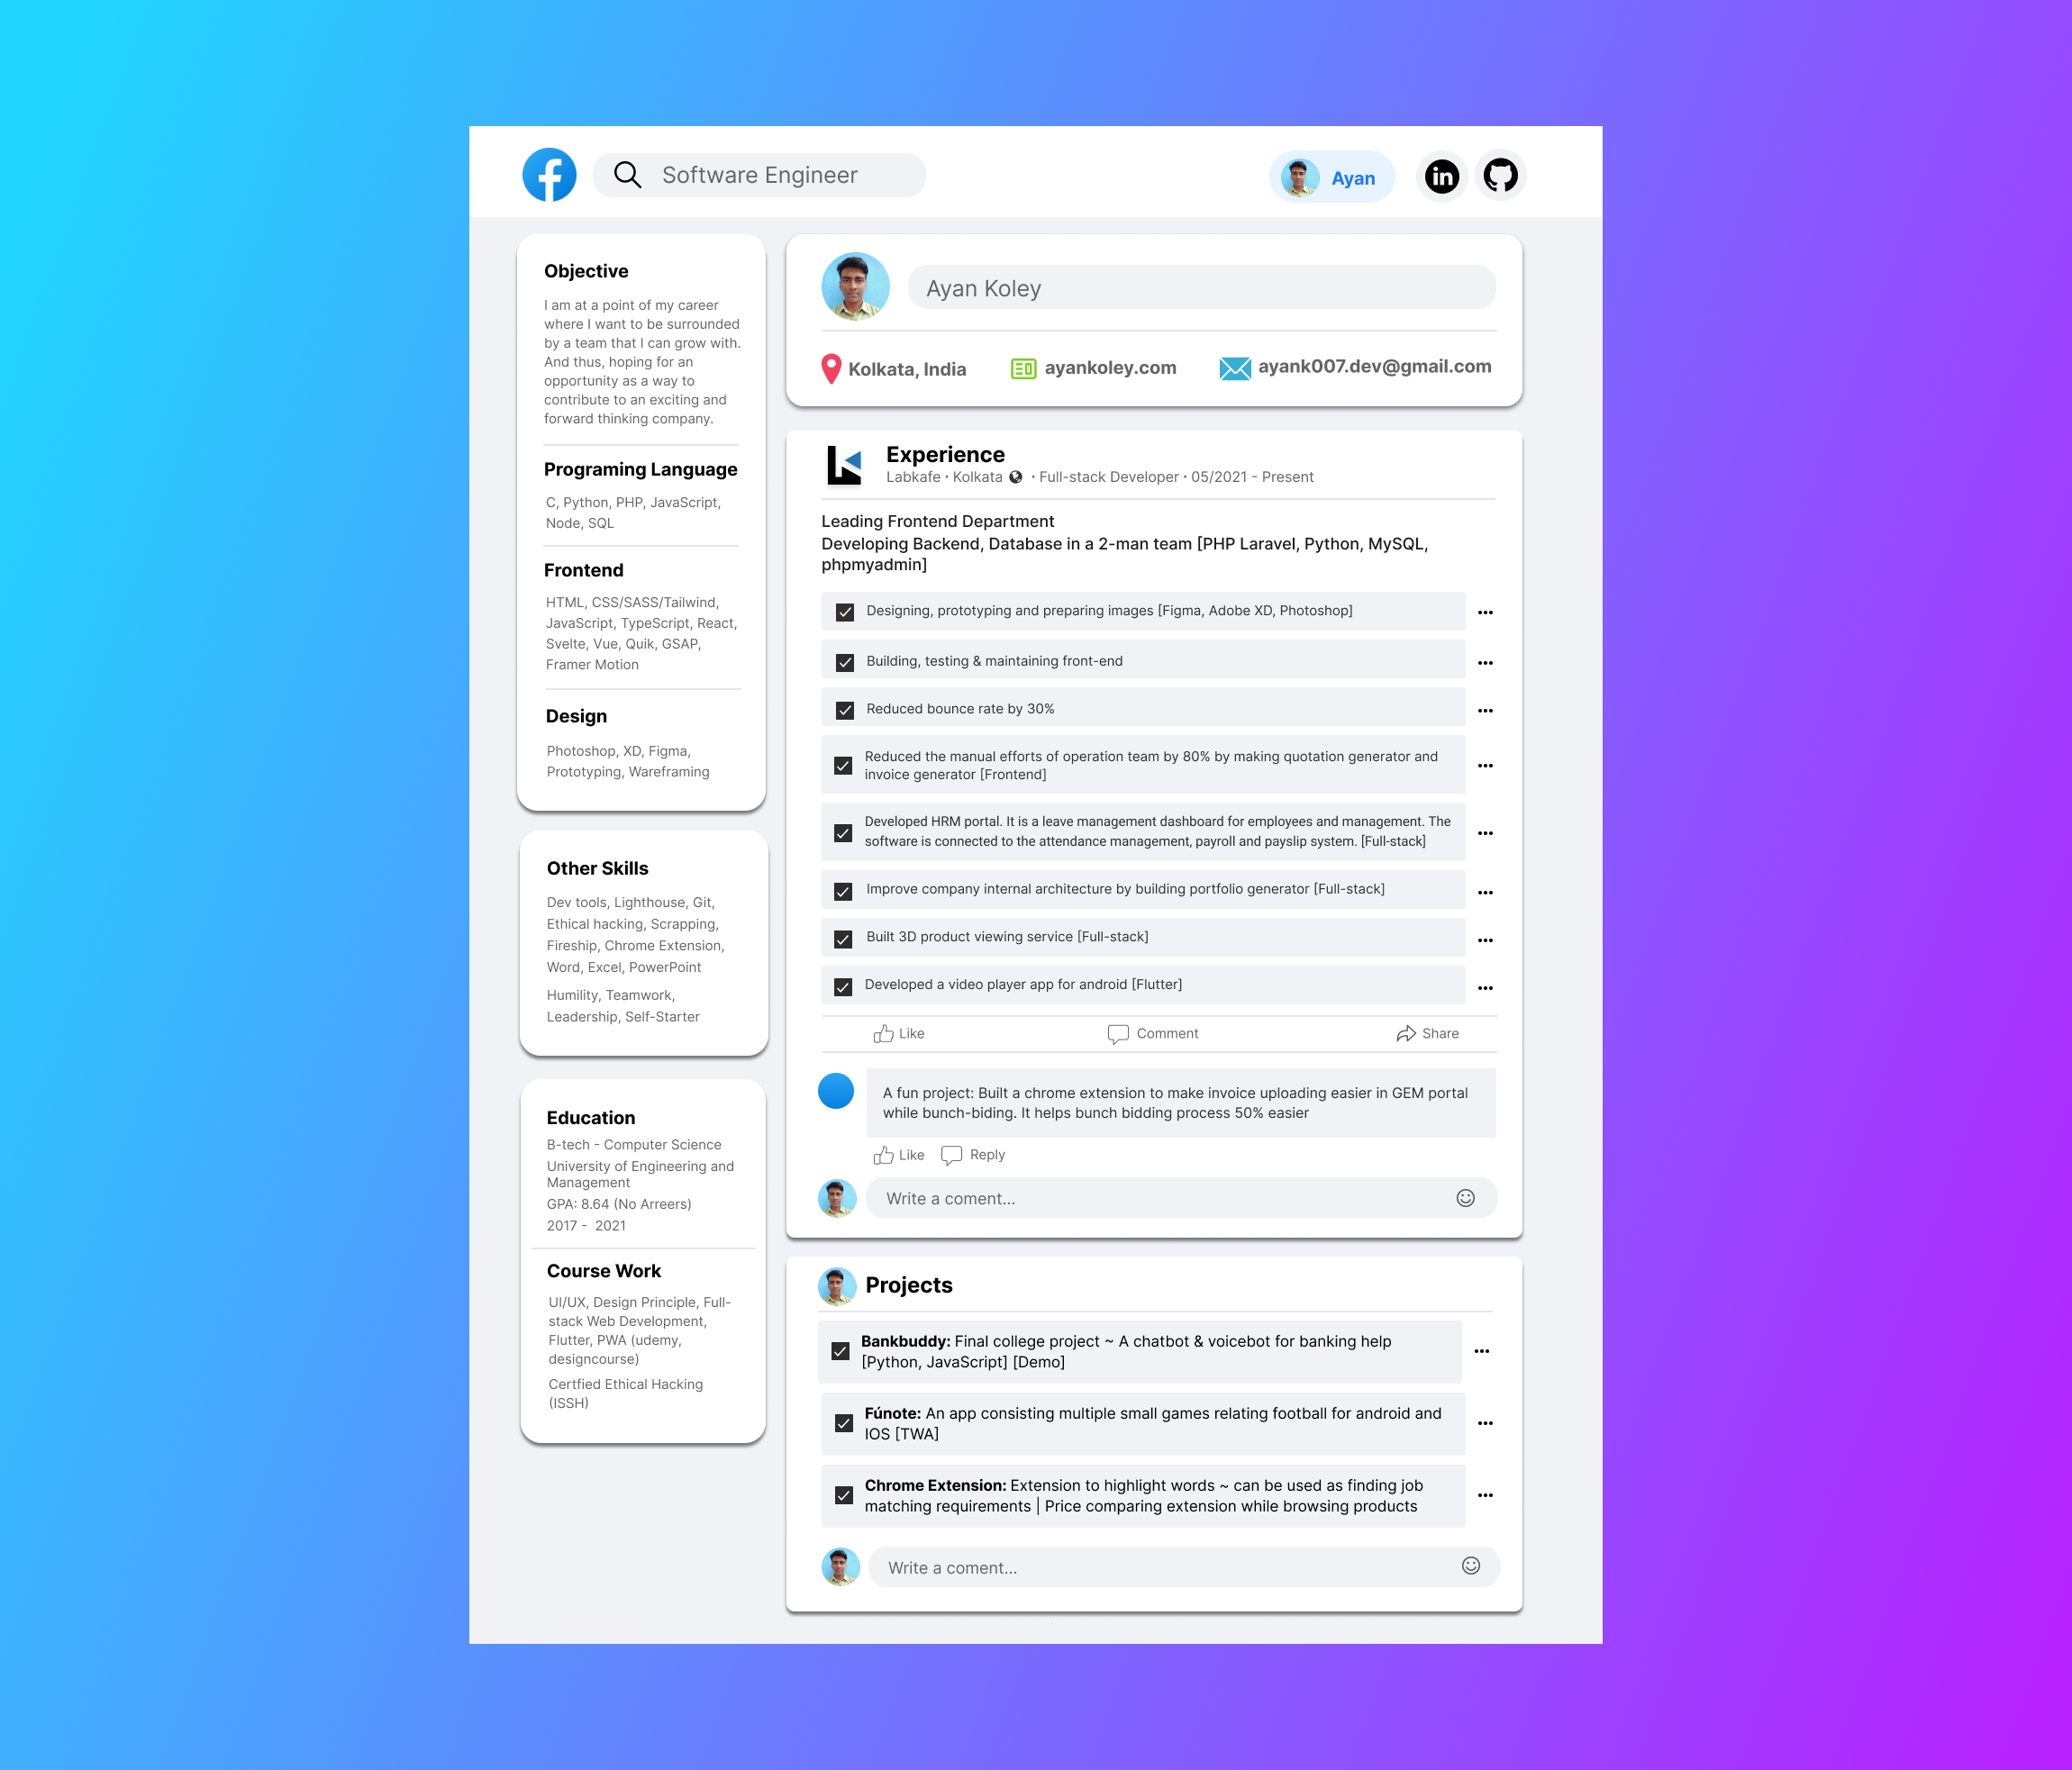 Software Engineer
Ayan
Objective
I am at a point of my career
where I want to be surrounded
by a team that I can grow with.
And thus, hoping for an
opportunity as a way to
contribute to an exciting and
forward thinking company.
Programing Language
C, Python, PHP, JavaScript,
Node, SQL
Frontend
HTML, CSS/SASS/Tailwind,
JavaScript, TypeScript, React,
Svelte, Vue, Quik, GSAP,
Framer Motion
Design
Photoshop, XD, Figma,
Prototyping, Wareframing
Other Skills
Dev tools, Lighthouse, Git,
Ethical hacking, Scrapping,
Fireship, Chrome Extension,
Word, Excel, PowerPoint
Humility, Teamwork,
Leadership, Self-Starter
Education
B-tech - Computer Science
University of Engineering and
Management
GPA: 8.64 (No Arreers)
2017 - 2021
Course Work
UI/UX, Design Principle, Full-
stack Web Development,
Flutter, PWA (udemy,
designcourse)
Certfied Ethical Hacking
(ISSH)
Ayan Koley
Kolkata, India
ayankoley.com
ayank007.dev@gmail.com
Experience
Labkafe · Kolkata · Full-stack Developer · 05/2021 - Present
Leading Frontend Department
Developing Backend, Database in a 2-man team [PHP Laravel, Python, MySQL,
phpmyadmin]
Designing, prototyping and preparing images [Figma, Adobe XD, Photoshop]
Building, testing & maintaining front-end
Reduced bounce rate by 30%
Reduced the manual efforts of operation team by 80% by making quotation generator and
invoice generator [Frontend]
Developed HRM portal. It is a leave management dashboard for employees and management. The
software is connected to the attendance management, payroll and payslip system. [Full-stack]
Improve company internal architecture by building portfolio generator [Full-stack]
Built 3D product viewing service [Full-stack]
Developed a video player app for android [Flutter]
Like
Comment
Share
A fun project: Built a chrome extension to make invoice uploading easier in GEM portal
while bunch-biding. It helps bunch bidding process 50% easier
Like
Reply
Write a coment...
Projects
Bankbuddy: Final college project ~ A chatbot & voicebot for banking help
[Python, JavaScript] [Demo]
Fúnote: An app consisting multiple small games relating football for android and
IOS [TWA]
Chrome Extension: Extension to highlight words ~ can be used as finding job
matching requirements | Price comparing extension while browsing products
Write a coment...